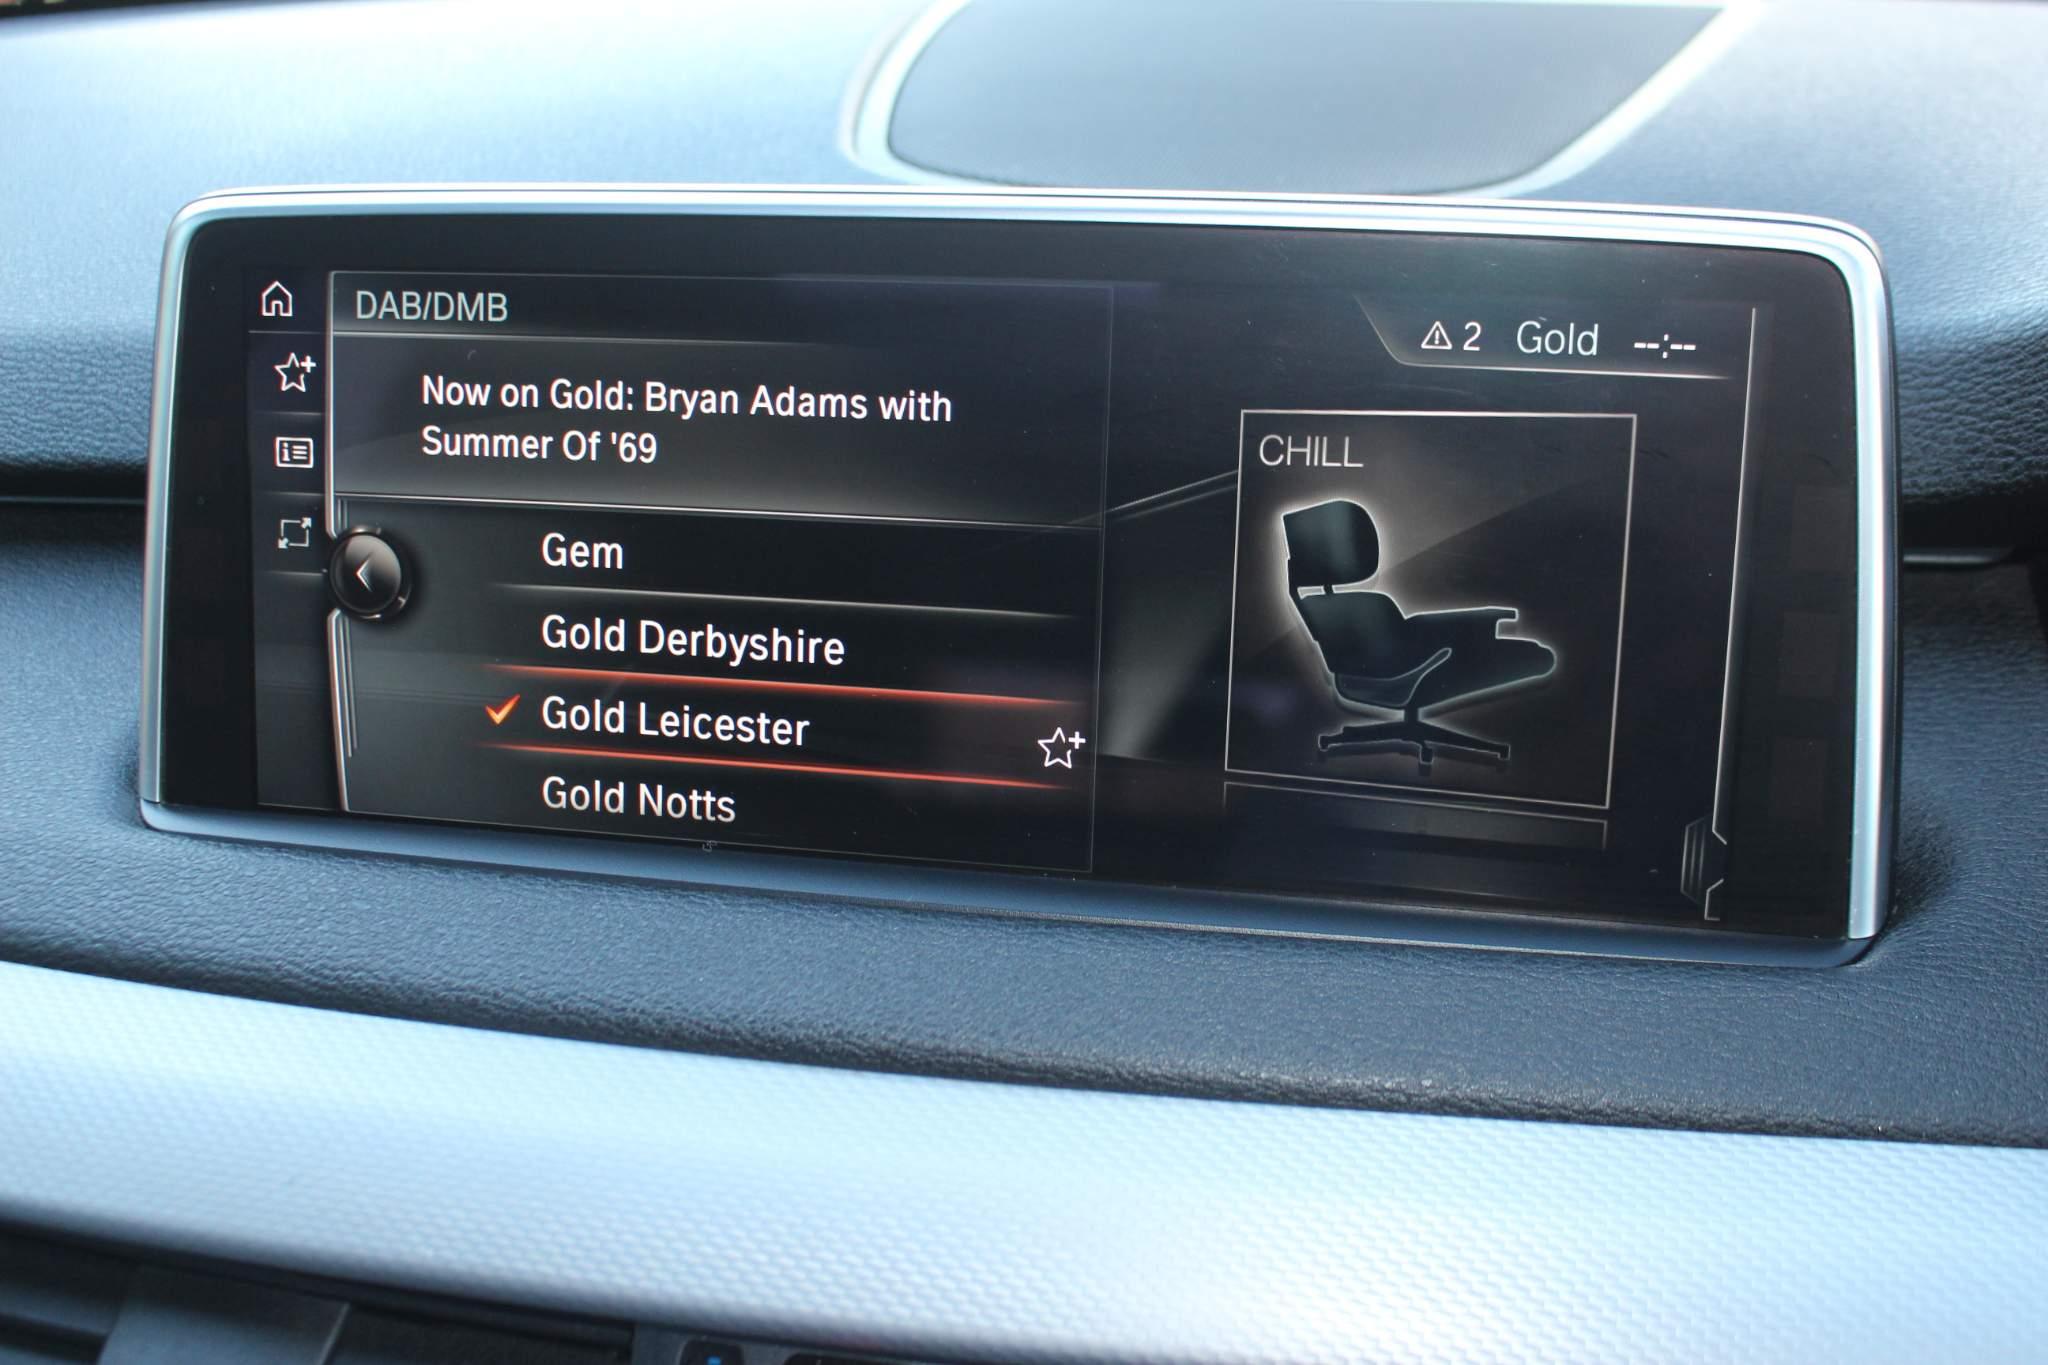 DAB/DMB
2 Gold --:--
Now on Gold: Bryan Adams with
Summer Of '69
Gem
Gold Derbyshire
Gold Leicester
Gold Notts
CHILL